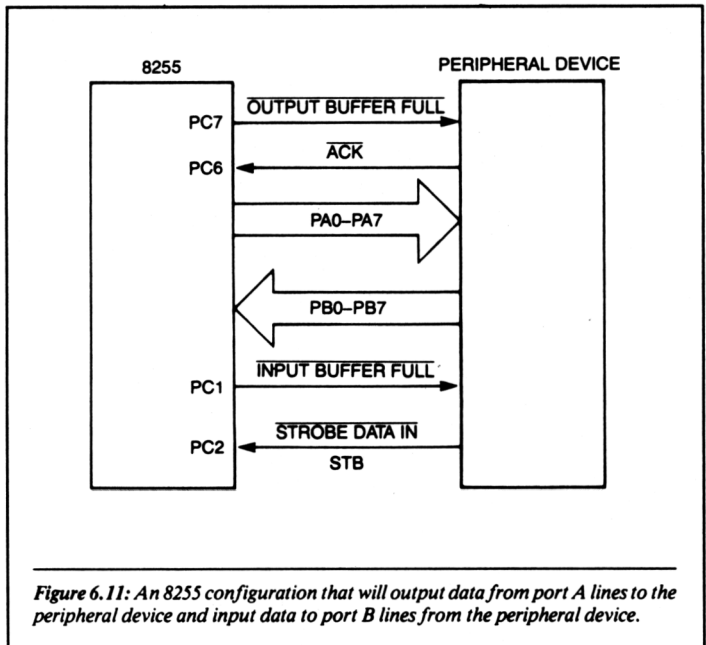 8255
PERIPHERAL DEVICE
PC7
OUTPUT BUFFER FULL
PC6
ACK
PA0–PA7
PB0–PB7
PC1
INPUT BUFFER FULL
PC2
STROBE DATA IN
STB
Figure 6.11: An 8255 configuration that will output data from port A lines to the
peripheral device and input data to port B lines from the peripheral device.